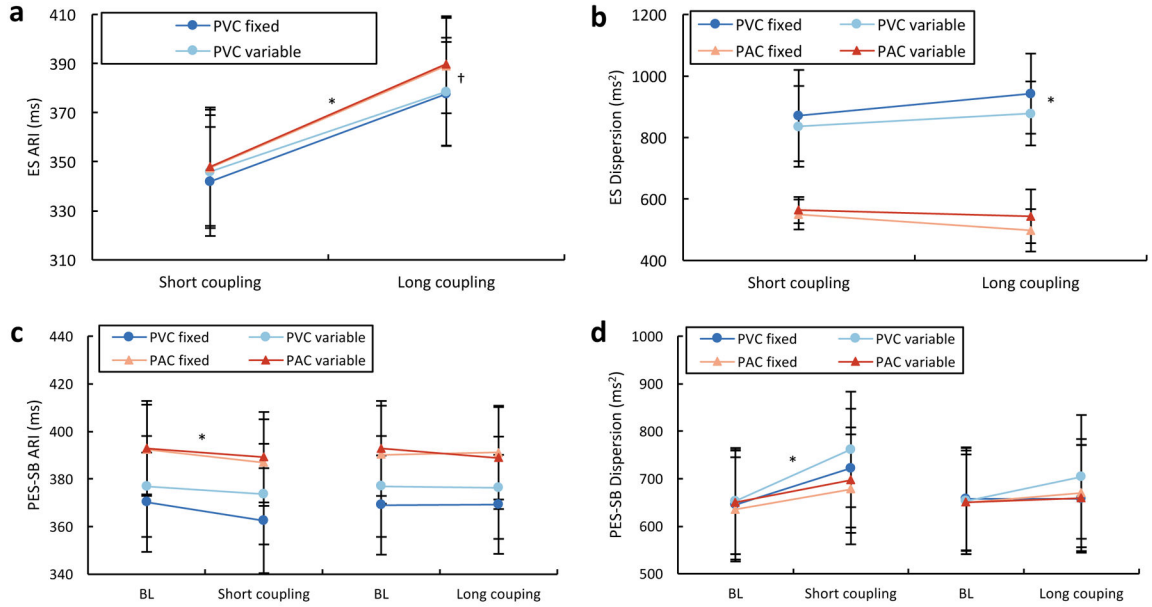 a
PVC fixed
PVC variable
ES ARI (ms)
410
390
370
350
330
310
*
†
Short coupling Long coupling
b
PVC fixed PVC variable
PAC fixed PAC variable
ES Dispersion (ms²)
1200
1000
800
600
400
*
Short coupling Long coupling
c
PVC fixed PVC variable
PAC fixed PAC variable
PES-SB ARI (ms)
440
420
400
380
360
340
*
BL Short coupling BL Long couping
d
PVC fixed PVC variable
PAC fixed PAC variable
PES-SB Dispersion (ms²)
1000
900
800
700
600
500
*
BL Short coupling BL Long coupling